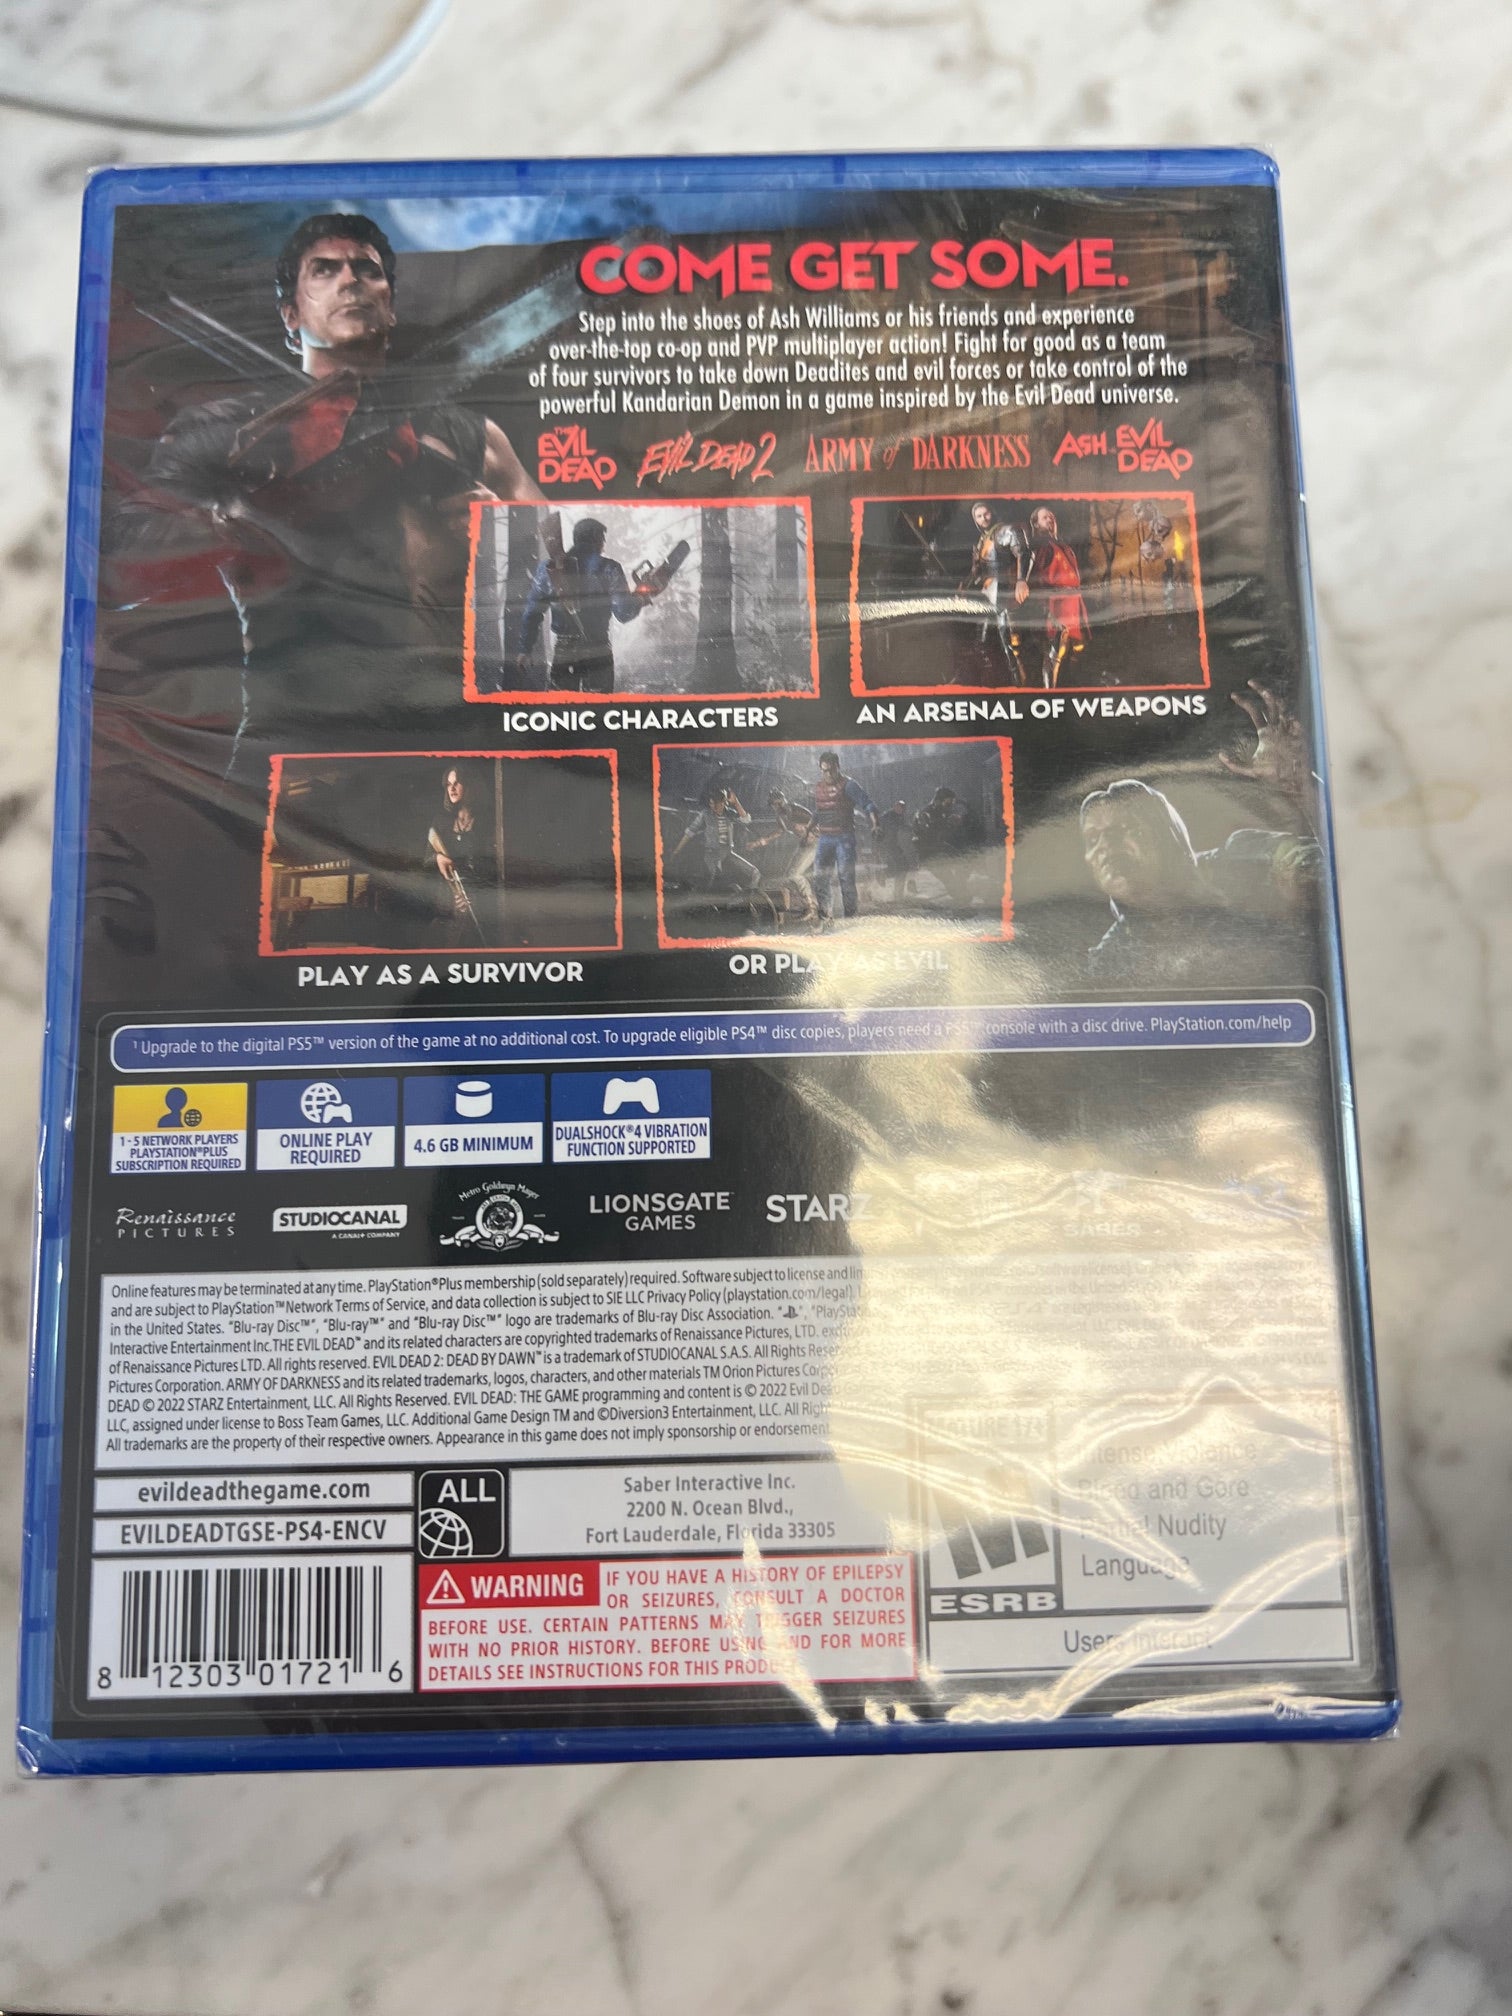 COME GET SOME.
Step into the shoes of Ash Williams or his friends and experience
over-the-top co-op and PVP multiplayer action! Fight for good as a team
of four survivors to take down Deadites and evil forces or take control of the
powerful Kandarian Demon in a game inspired by the Evil Dead universe.
THE EVIL DEAD EVIL DEAD 2 ARMY of DARKNESS ASH vs EVIL DEAD
ICONIC CHARACTERS AN ARSENAL OF WEAPONS
PLAY AS A SURVIVOR OR PLAY AS EVIL
¹ Upgrade to the digital PS5™ version of the game at no additional cost. To upgrade eligible PS4™ disc copies, players need a PS5™ console with a disc drive. PlayStation.com/help
1 - 5 NETWORK PLAYERS
PLAYSTATION®PLUS
SUBSCRIPTION REQUIRED
ONLINE PLAY
REQUIRED
4.6 GB MINIMUM
DUALSHOCK®4 VIBRATION
FUNCTION SUPPORTED
Renaissance
PICTURES
STUDIOCANAL
A CANAL+ COMPANY
Metro Goldwyn Mayer
LIONSGATE
GAMES
STARZ
Online features may be terminated at any time. PlayStation®Plus membership (sold separately) required. Software subject to license and
and are subject to PlayStation™Network Terms of Service, and data collection is subject to SIE LLC Privacy Policy (playstation.com/legal).
in the United States. "Blu-ray Disc™", "Blu-ray™" and "Blu-ray Disc™" logo are trademarks of Blu-ray Disc Association.
Interactive Entertainment Inc.THE EVIL DEAD™ and its related characters are copyrighted trademarks of Renaissance Pictures, LTD.
of Renaissance Pictures LTD. All rights reserved. EVIL DEAD 2: DEAD BY DAWN™ is a trademark of STUDIOCANAL S.A.S. All Rights
Pictures Corporation. ARMY OF DARKNESS and its related trademarks, logos, characters, and other materials TM Orion Pictures
DEAD © 2022 STARZ Entertainment, LLC. All Rights Reserved. EVIL DEAD: THE GAME programming and content is © 2022 Evil
LLC, assigned under license to Boss Team Games, LLC. Additional Game Design TM and ©Diversion3 Entertainment, LLC. All
All trademarks are the property of their respective owners. Appearance in this game does not imply sponsorship or endorsement
evildeadthegame.com
EVILDEADTGSE-PS4-ENCV
ALL
Saber Interactive Inc.
2200 N. Ocean Blvd.,
Fort Lauderdale, Florida 33305
WARNING IF YOU HAVE A HISTORY OF EPILEPSY
OR SEIZURES, CONSULT A DOCTOR
BEFORE USE. CERTAIN PATTERNS MAY TRIGGER SEIZURES
WITH NO PRIOR HISTORY. BEFORE USING AND FOR MORE
DETAILS SEE INSTRUCTIONS FOR THIS PRODUCT.
8 12303 01721 6
MATURE 17+
M
ESRB
Intense Violence
Blood and Gore
Partial Nudity
Language
Users Interact